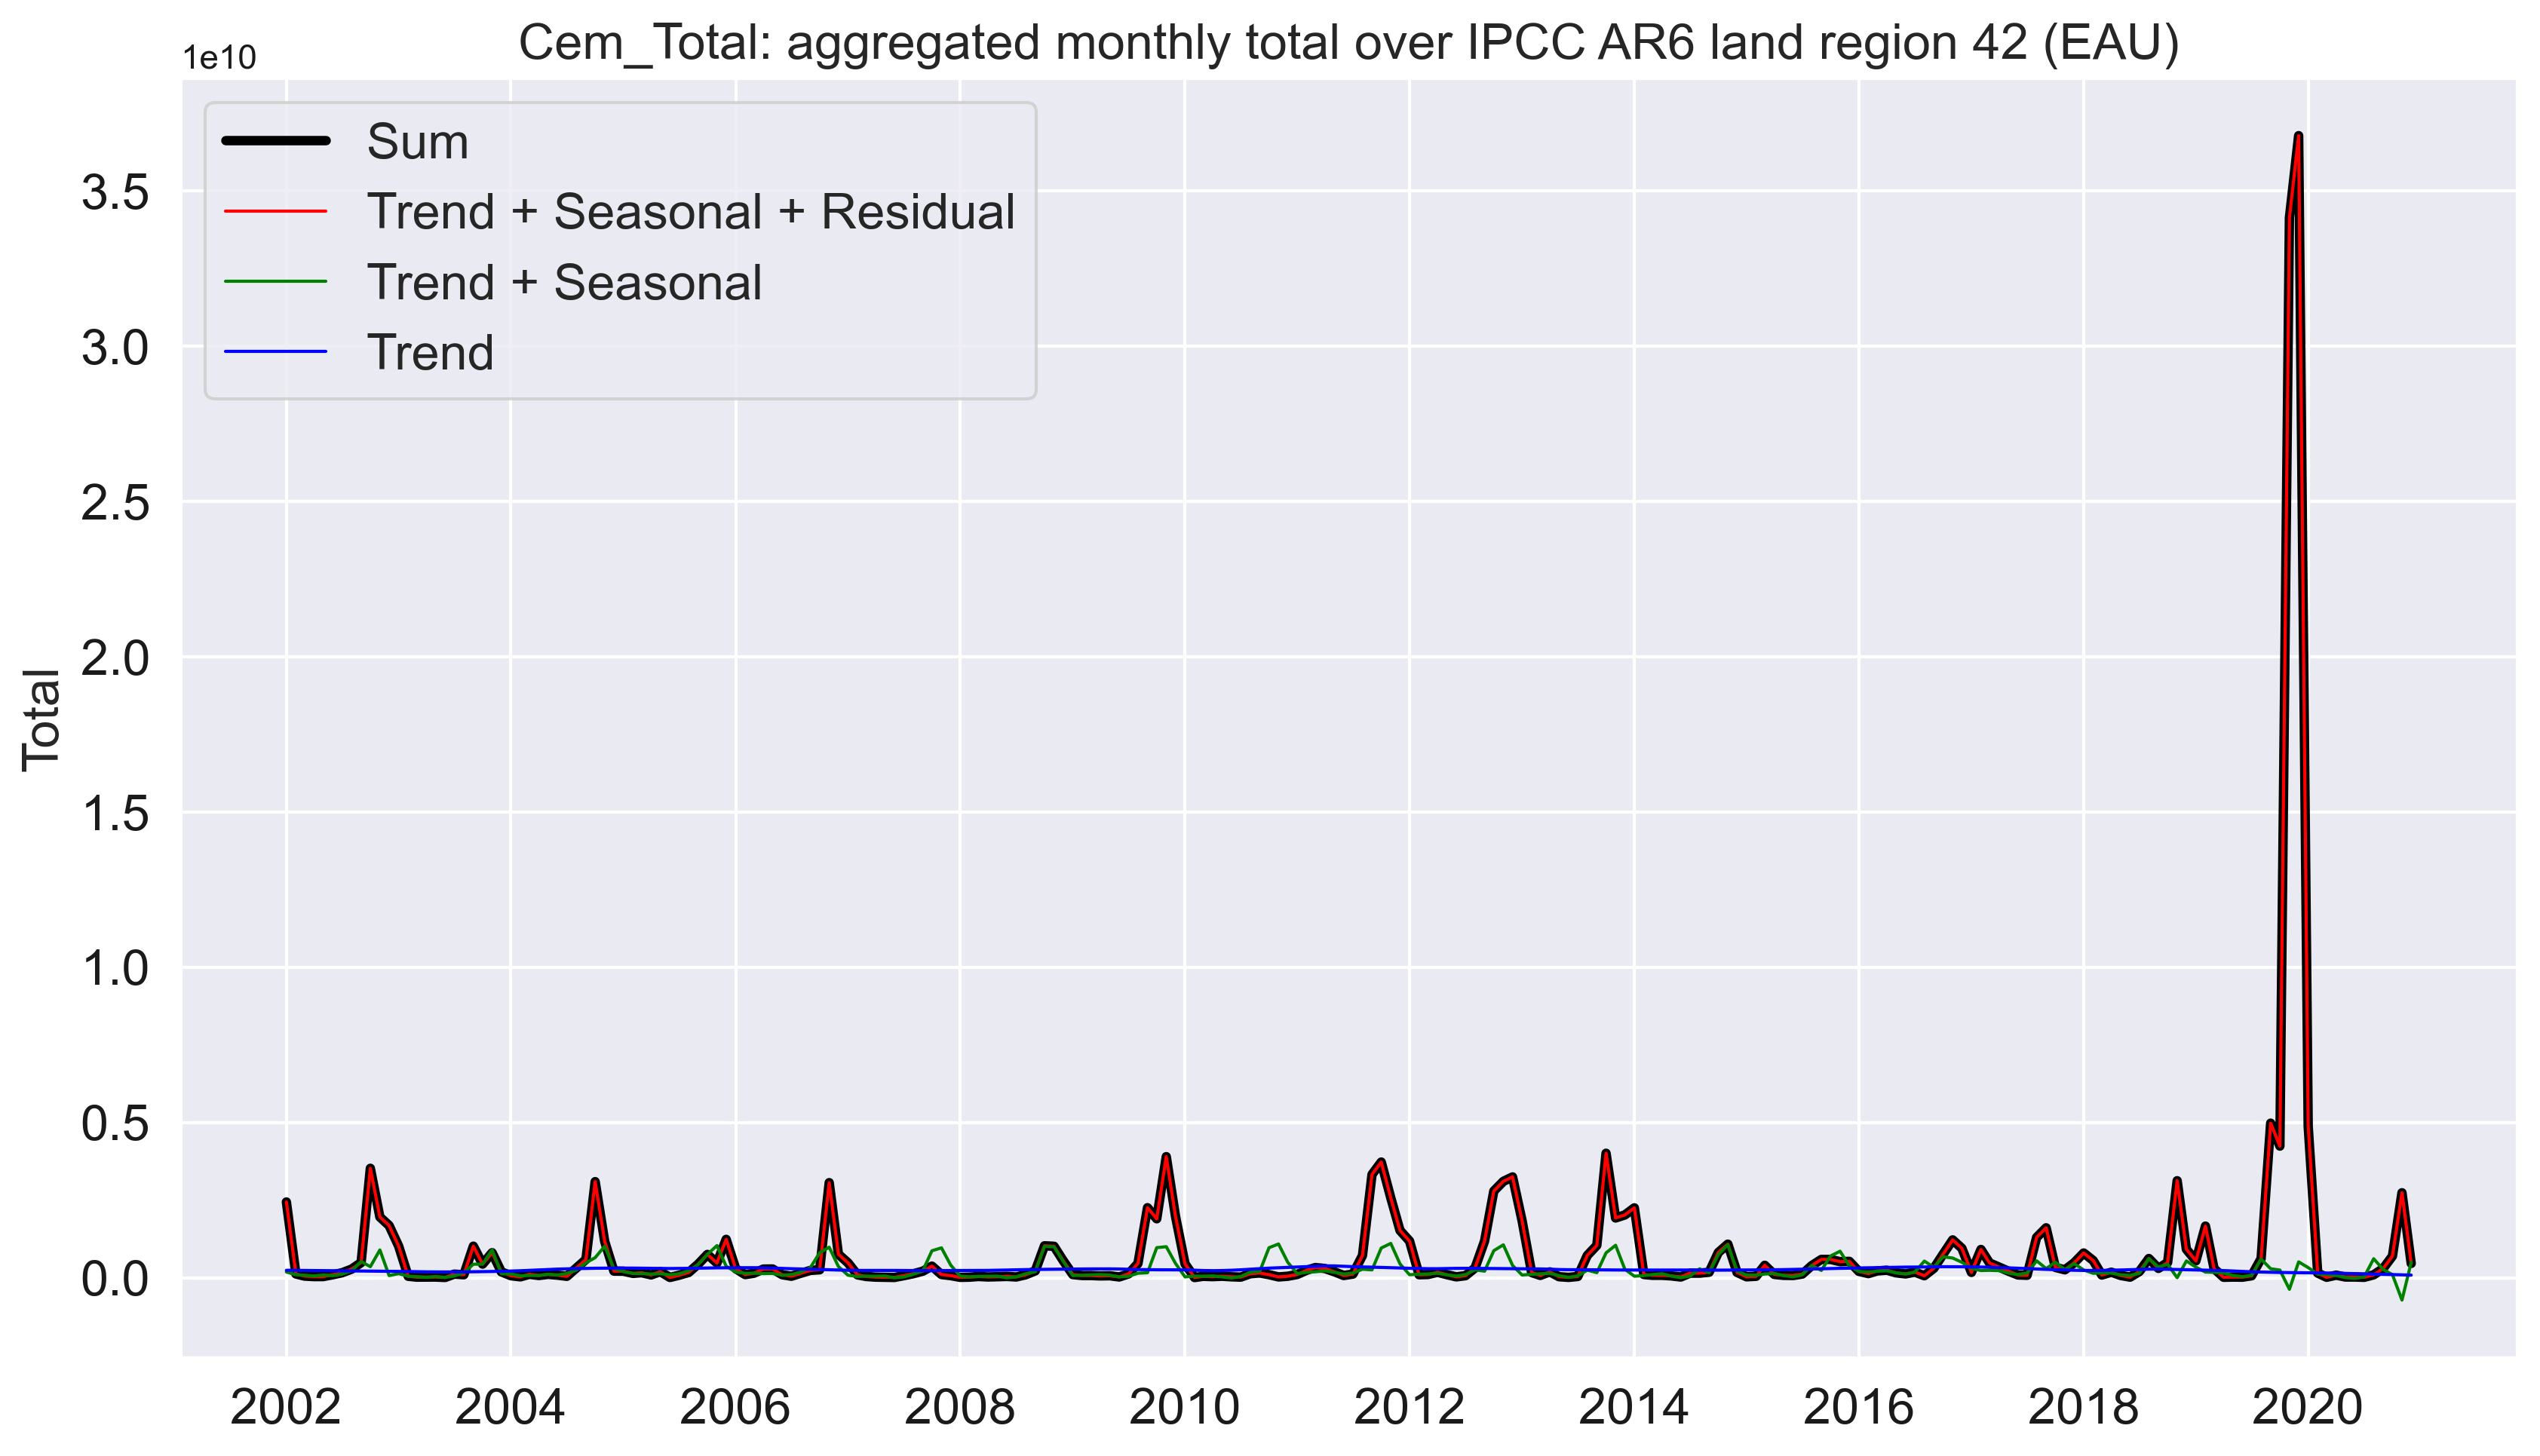 Cem_Total: aggregated monthly total over IPCC AR6 land region 42 (EAU)
1e10
Sum
Trend + Seasonal + Residual
Trend + Seasonal
Trend
3.5
3.0
2.5
2.0
1.5
1.0
0.5
0.0
Total
2002 2004 2006 2008 2010 2012 2014 2016 2018 2020